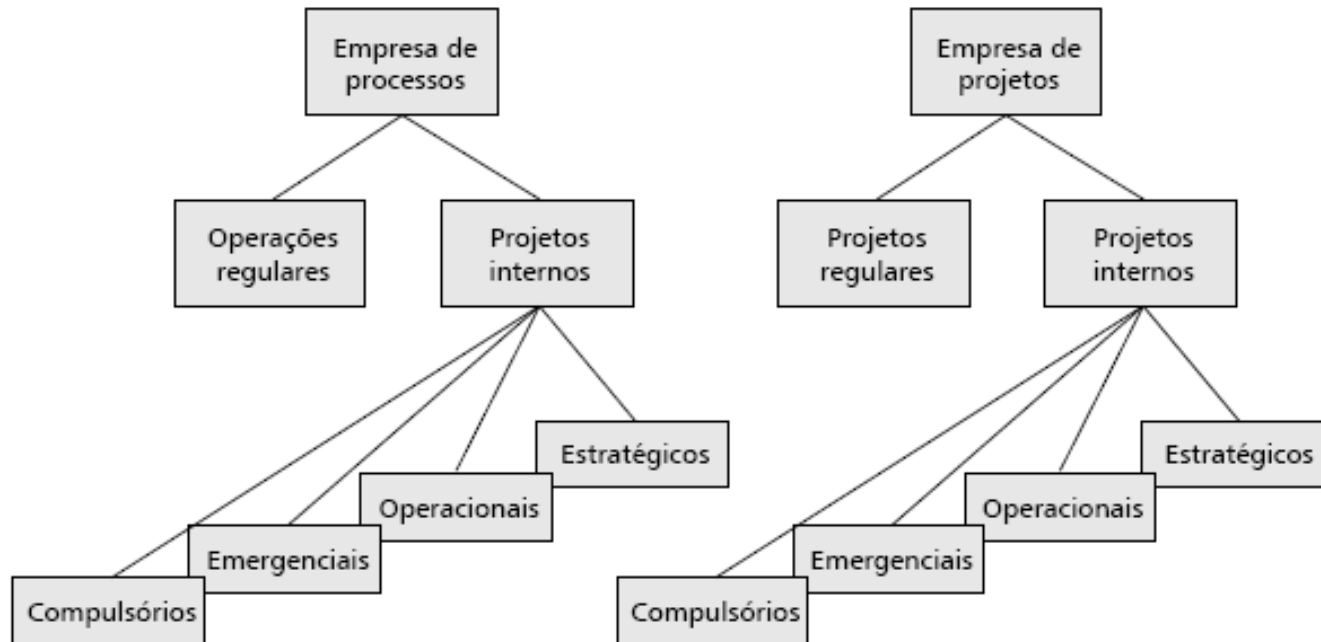 Empresa de
processos
Operações
regulares
Projetos
internos
Estratégicos
Operacionais
Emergenciais
Compulsórios
Empresa de
projetos
Projetos
regulares
Projetos
internos
Estratégicos
Operacionais
Emergenciais
Compulsórios